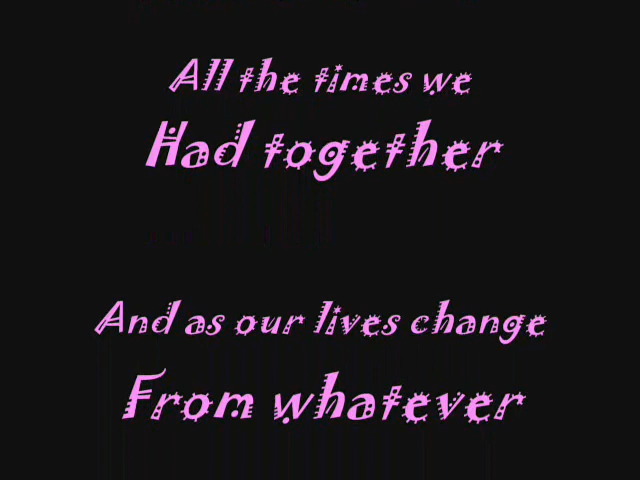 All the times we
Had together
And as our lives change
From whatever